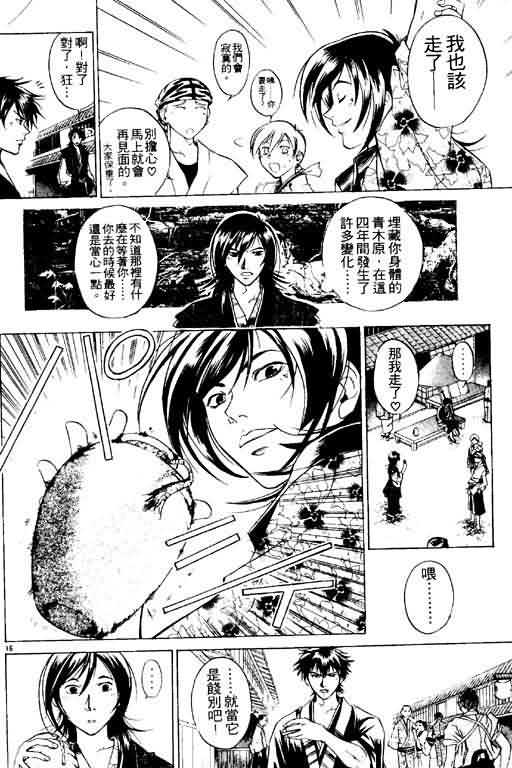 我也該
走了——
咦…你
要走了…
我們會
寂寞的。
別擔心♡
馬上就會
再見面的。
大家保重了
啊!對了
對了,狂…
埋藏你身體的
青木原,在這
四年間發生了
許多變化……
不知道那裡有什
麼在等著你……
你去的時候最好
還是當心一點。
……
那我走了♡
喂……
……就當它
是餞別吧!
……
16